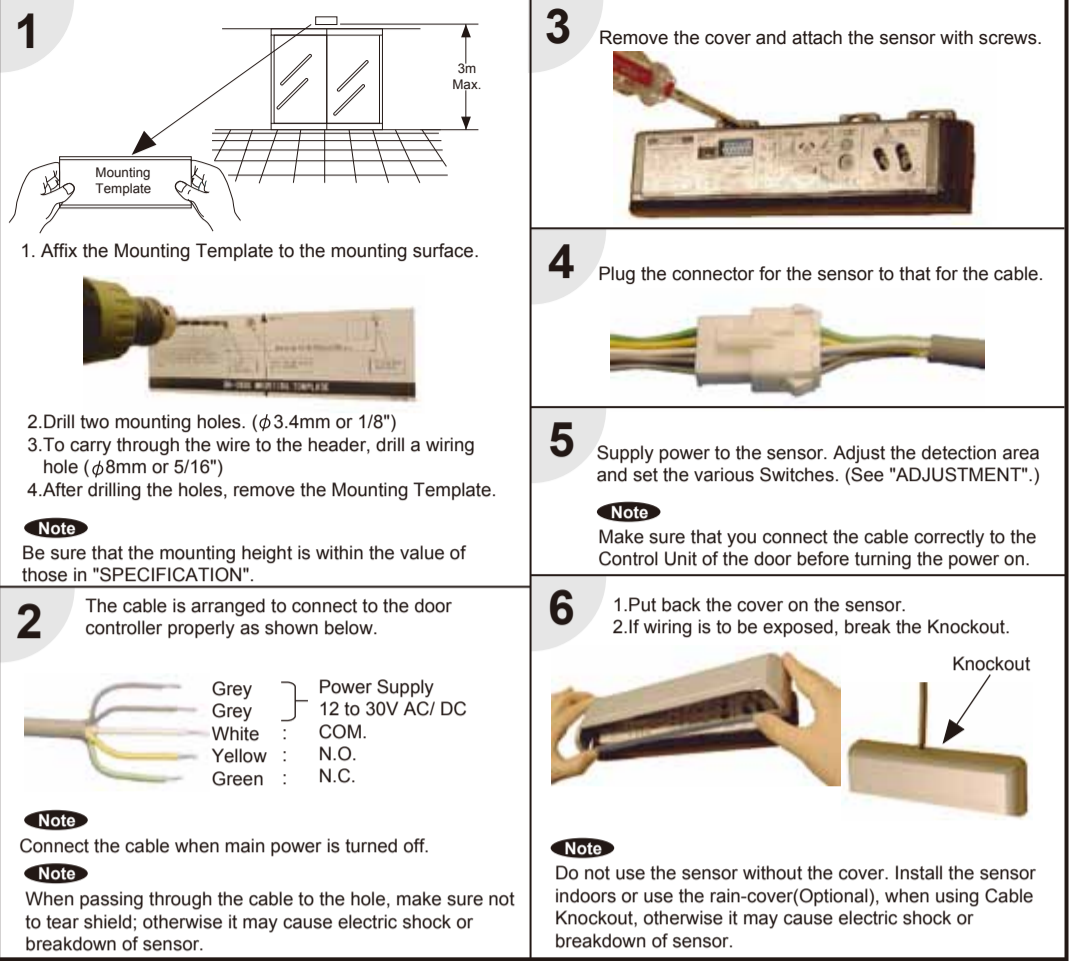 1
3m
Max.
Mounting
Template
1. Affix the Mounting Template to the mounting surface.
MOUNTING TEMPLATE
2.Drill two mounting holes. (ϕ3.4mm or 1/8")
3.To carry through the wire to the header, drill a wiring
hole (ϕ8mm or 5/16")
4.After drilling the holes, remove the Mounting Template.
Note
Be sure that the mounting height is within the value of
those in "SPECIFICATION".
2
The cable is arranged to connect to the door
controller properly as shown below.
Grey Power Supply
Grey 12 to 30V AC/ DC
White : COM.
Yellow : N.O.
Green : N.C.
Note
Connect the cable when main power is turned off.
Note
When passing through the cable to the hole, make sure not
to tear shield; otherwise it may cause electric shock or
breakdown of sensor.
3
Remove the cover and attach the sensor with screws.
4
Plug the connector for the sensor to that for the cable.
5
Supply power to the sensor. Adjust the detection area
and set the various Switches. (See "ADJUSTMENT".)
Note
Make sure that you connect the cable correctly to the
Control Unit of the door before turning the power on.
6
1.Put back the cover on the sensor.
2.If wiring is to be exposed, break the Knockout.
Knockout
Note
Do not use the sensor without the cover. Install the sensor
indoors or use the rain-cover(Optional), when using Cable
Knockout, otherwise it may cause electric shock or
breakdown of sensor.